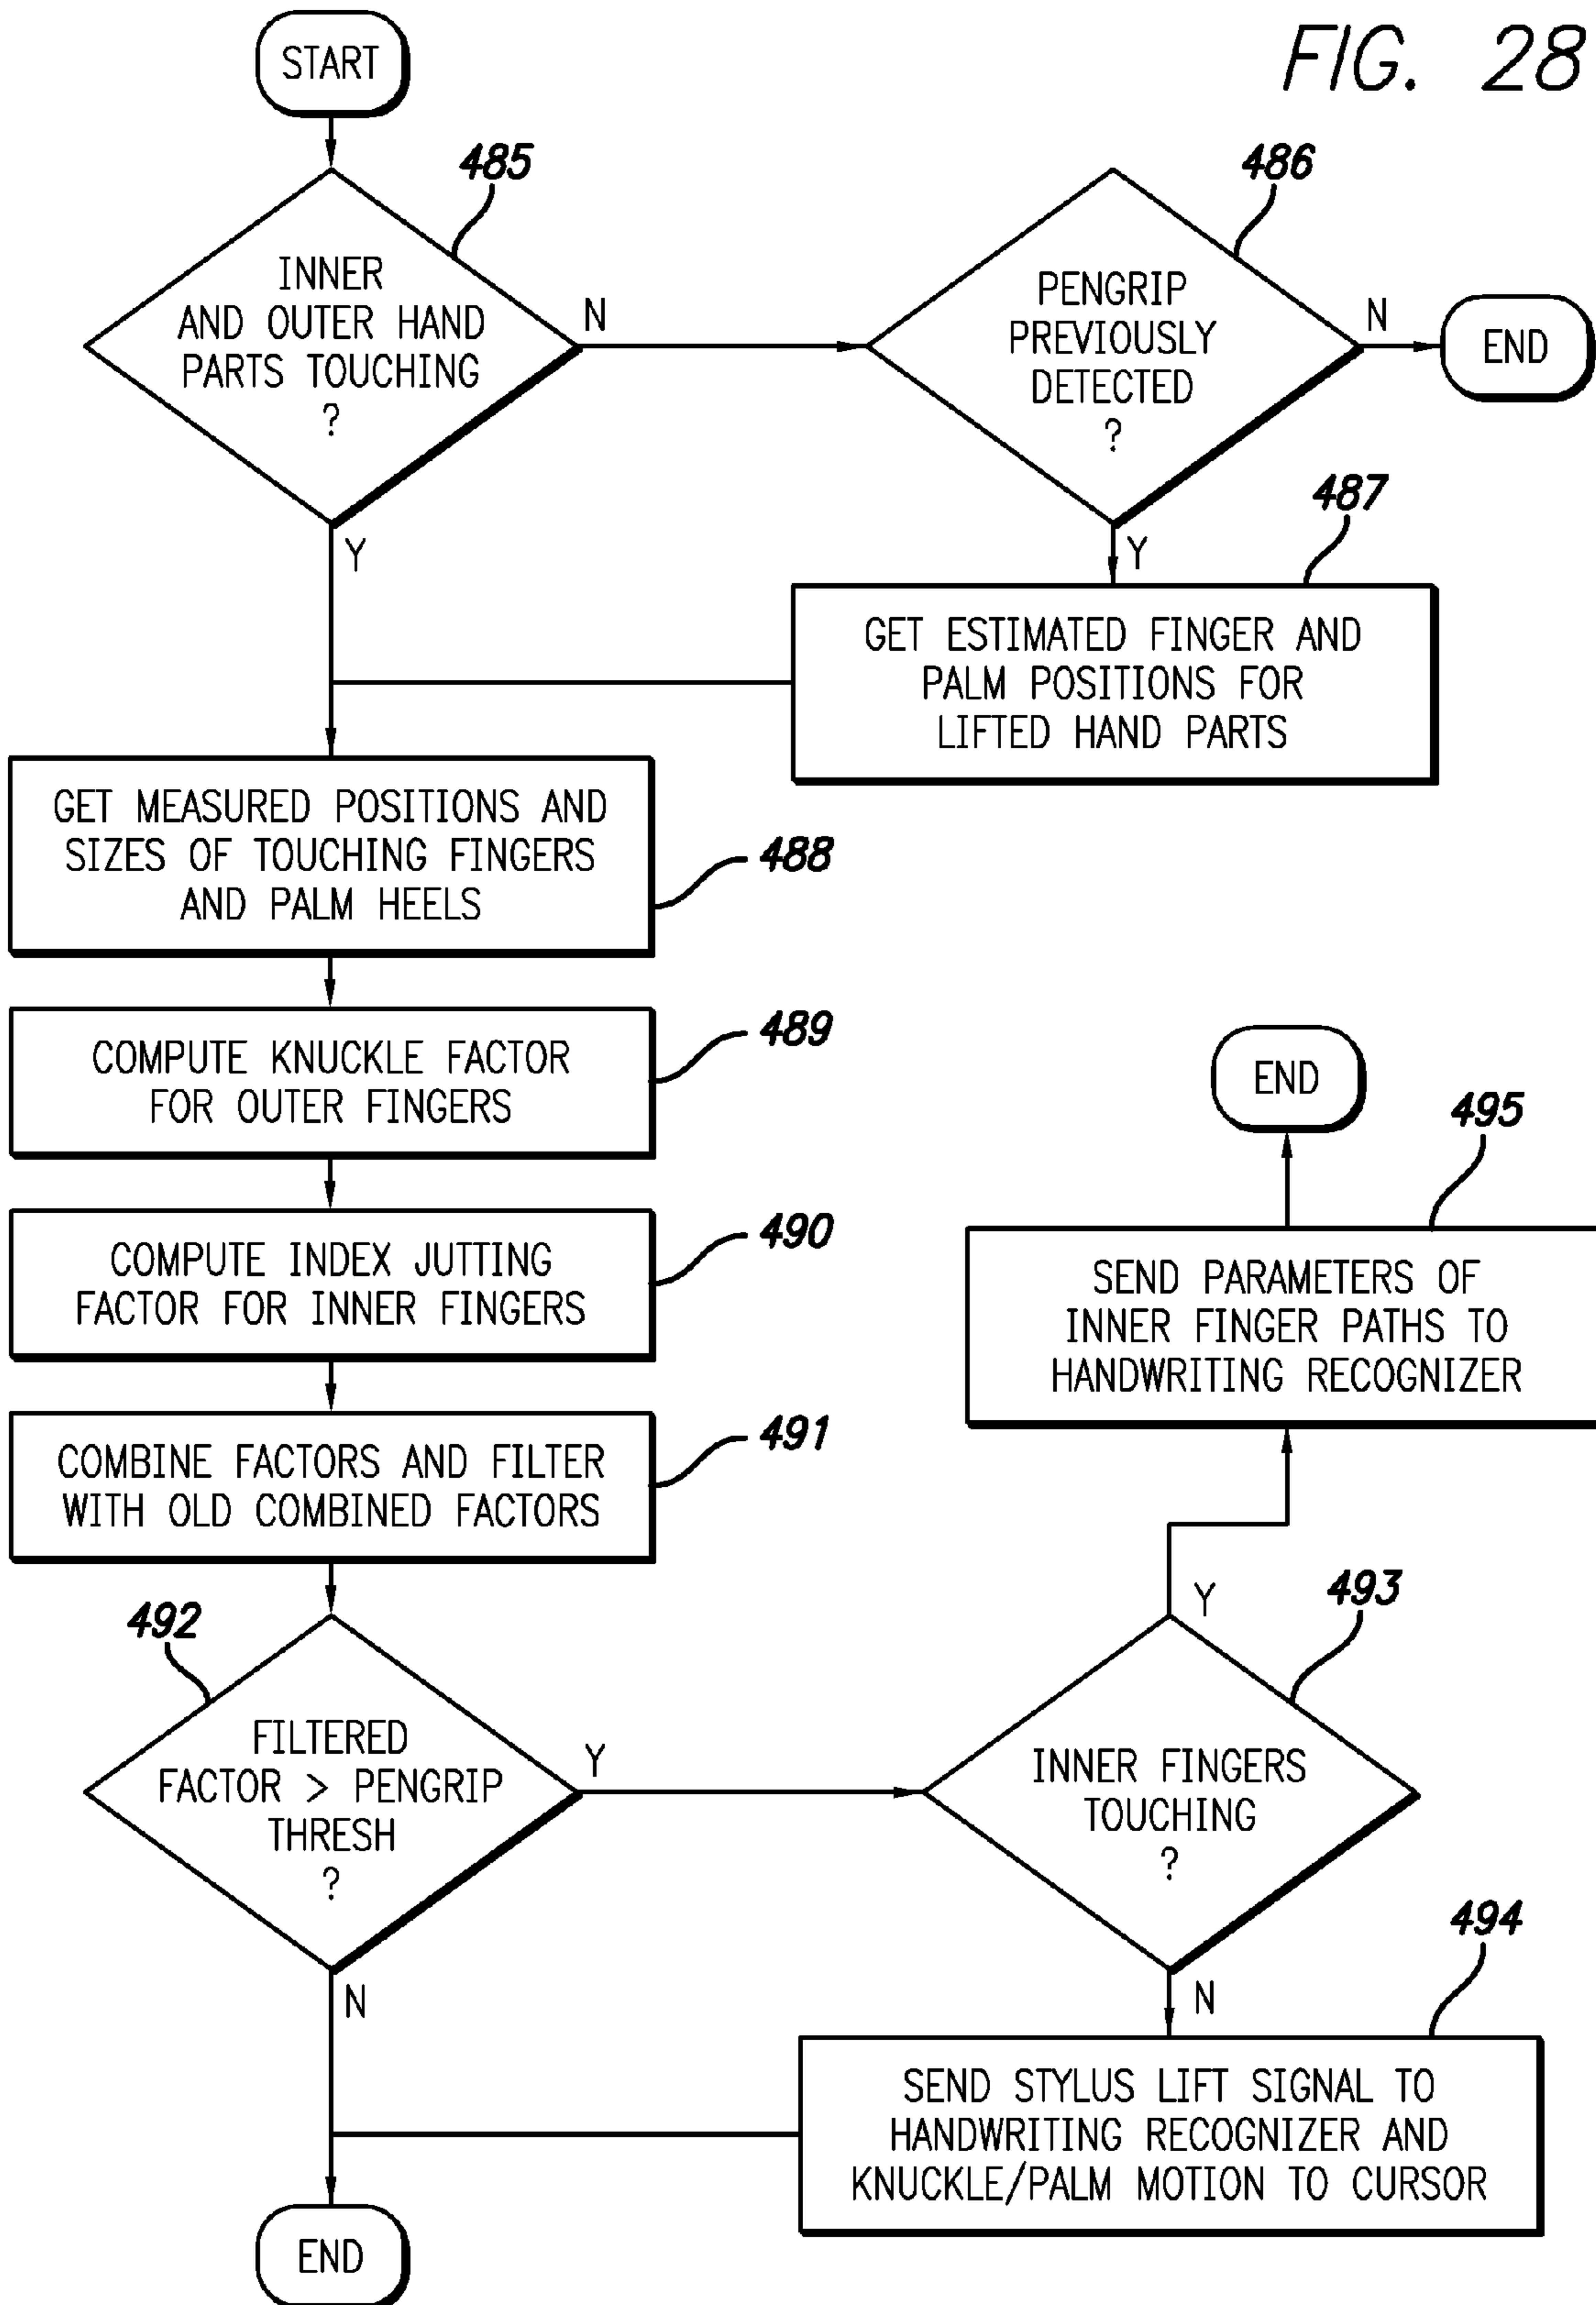 FIG. 28
START
485
INNER
AND OUTER HAND
PARTS TOUCHING
?
N
Y
486
PENGRIP
PREVIOUSLY
DETECTED
?
N
END
Y
487
GET ESTIMATED FINGER AND
PALM POSITIONS FOR
LIFTED HAND PARTS
GET MEASURED POSITIONS AND
SIZES OF TOUCHING FINGERS
AND PALM HEELS
488
COMPUTE KNUCKLE FACTOR
FOR OUTER FINGERS
489
COMPUTE INDEX JUTTING
FACTOR FOR INNER FINGERS
490
COMBINE FACTORS AND FILTER
WITH OLD COMBINED FACTORS
491
492
FILTERED
FACTOR > PENGRIP
THRESH
?
Y
N
END
495
SEND PARAMETERS OF
INNER FINGER PATHS TO
HANDWRITING RECOGNIZER
Y
493
INNER FINGERS
TOUCHING
?
N
494
SEND STYLUS LIFT SIGNAL TO
HANDWRITING RECOGNIZER AND
KNUCKLE/PALM MOTION TO CURSOR
END